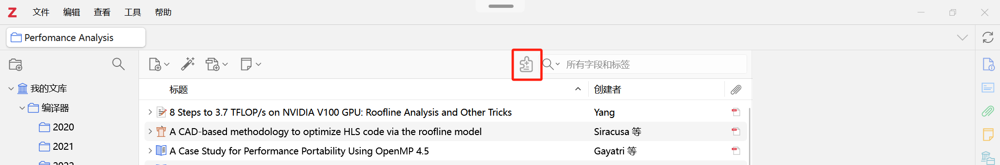 Z 文件 编辑 查看 工具 帮助
Perfomance Analysis
所有字段和标签
我的文库
编译器
2020
2021
标题 创建者
8 Steps to 3.7 TFLOP/s on NVIDIA V100 GPU: Roofline Analysis and Other Tricks Yang
A CAD-based methodology to optimize HLS code via the roofline model Siracusa 等
A Case Study for Performance Portability Using OpenMP 4.5 Gayatri 等